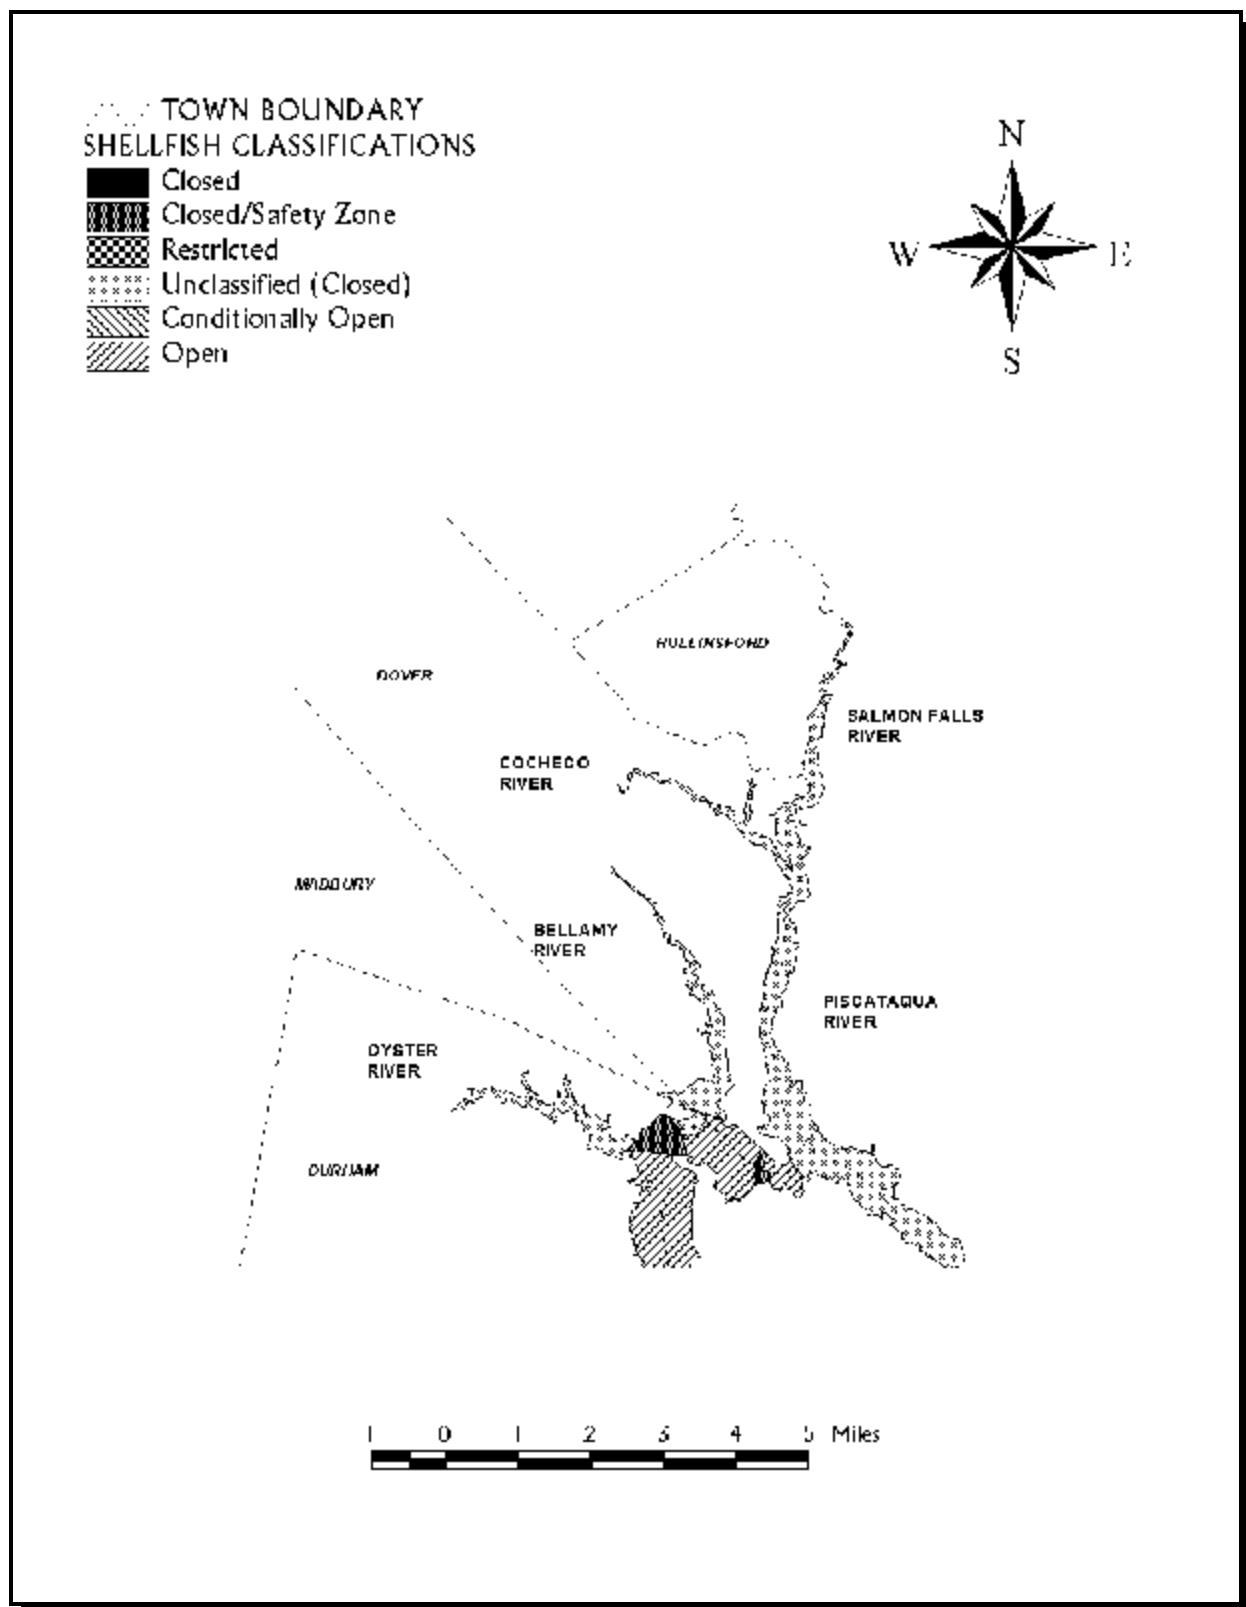 TOWN BOUNDARY
SHELLFISH CLASSIFICATIONS
Closed
Closed/Safety Zone
Restricted
Unclassified (Closed)
Conditionally Open
Open
N
W E
S
ROLLINSFORD
DOVER
SALMON FALLS
RIVER
COCHECO
RIVER
MADBURY
BELLAMY
RIVER
PISCATAQUA
RIVER
OYSTER
RIVER
DURHAM
1 0 1 2 3 4 5 Miles